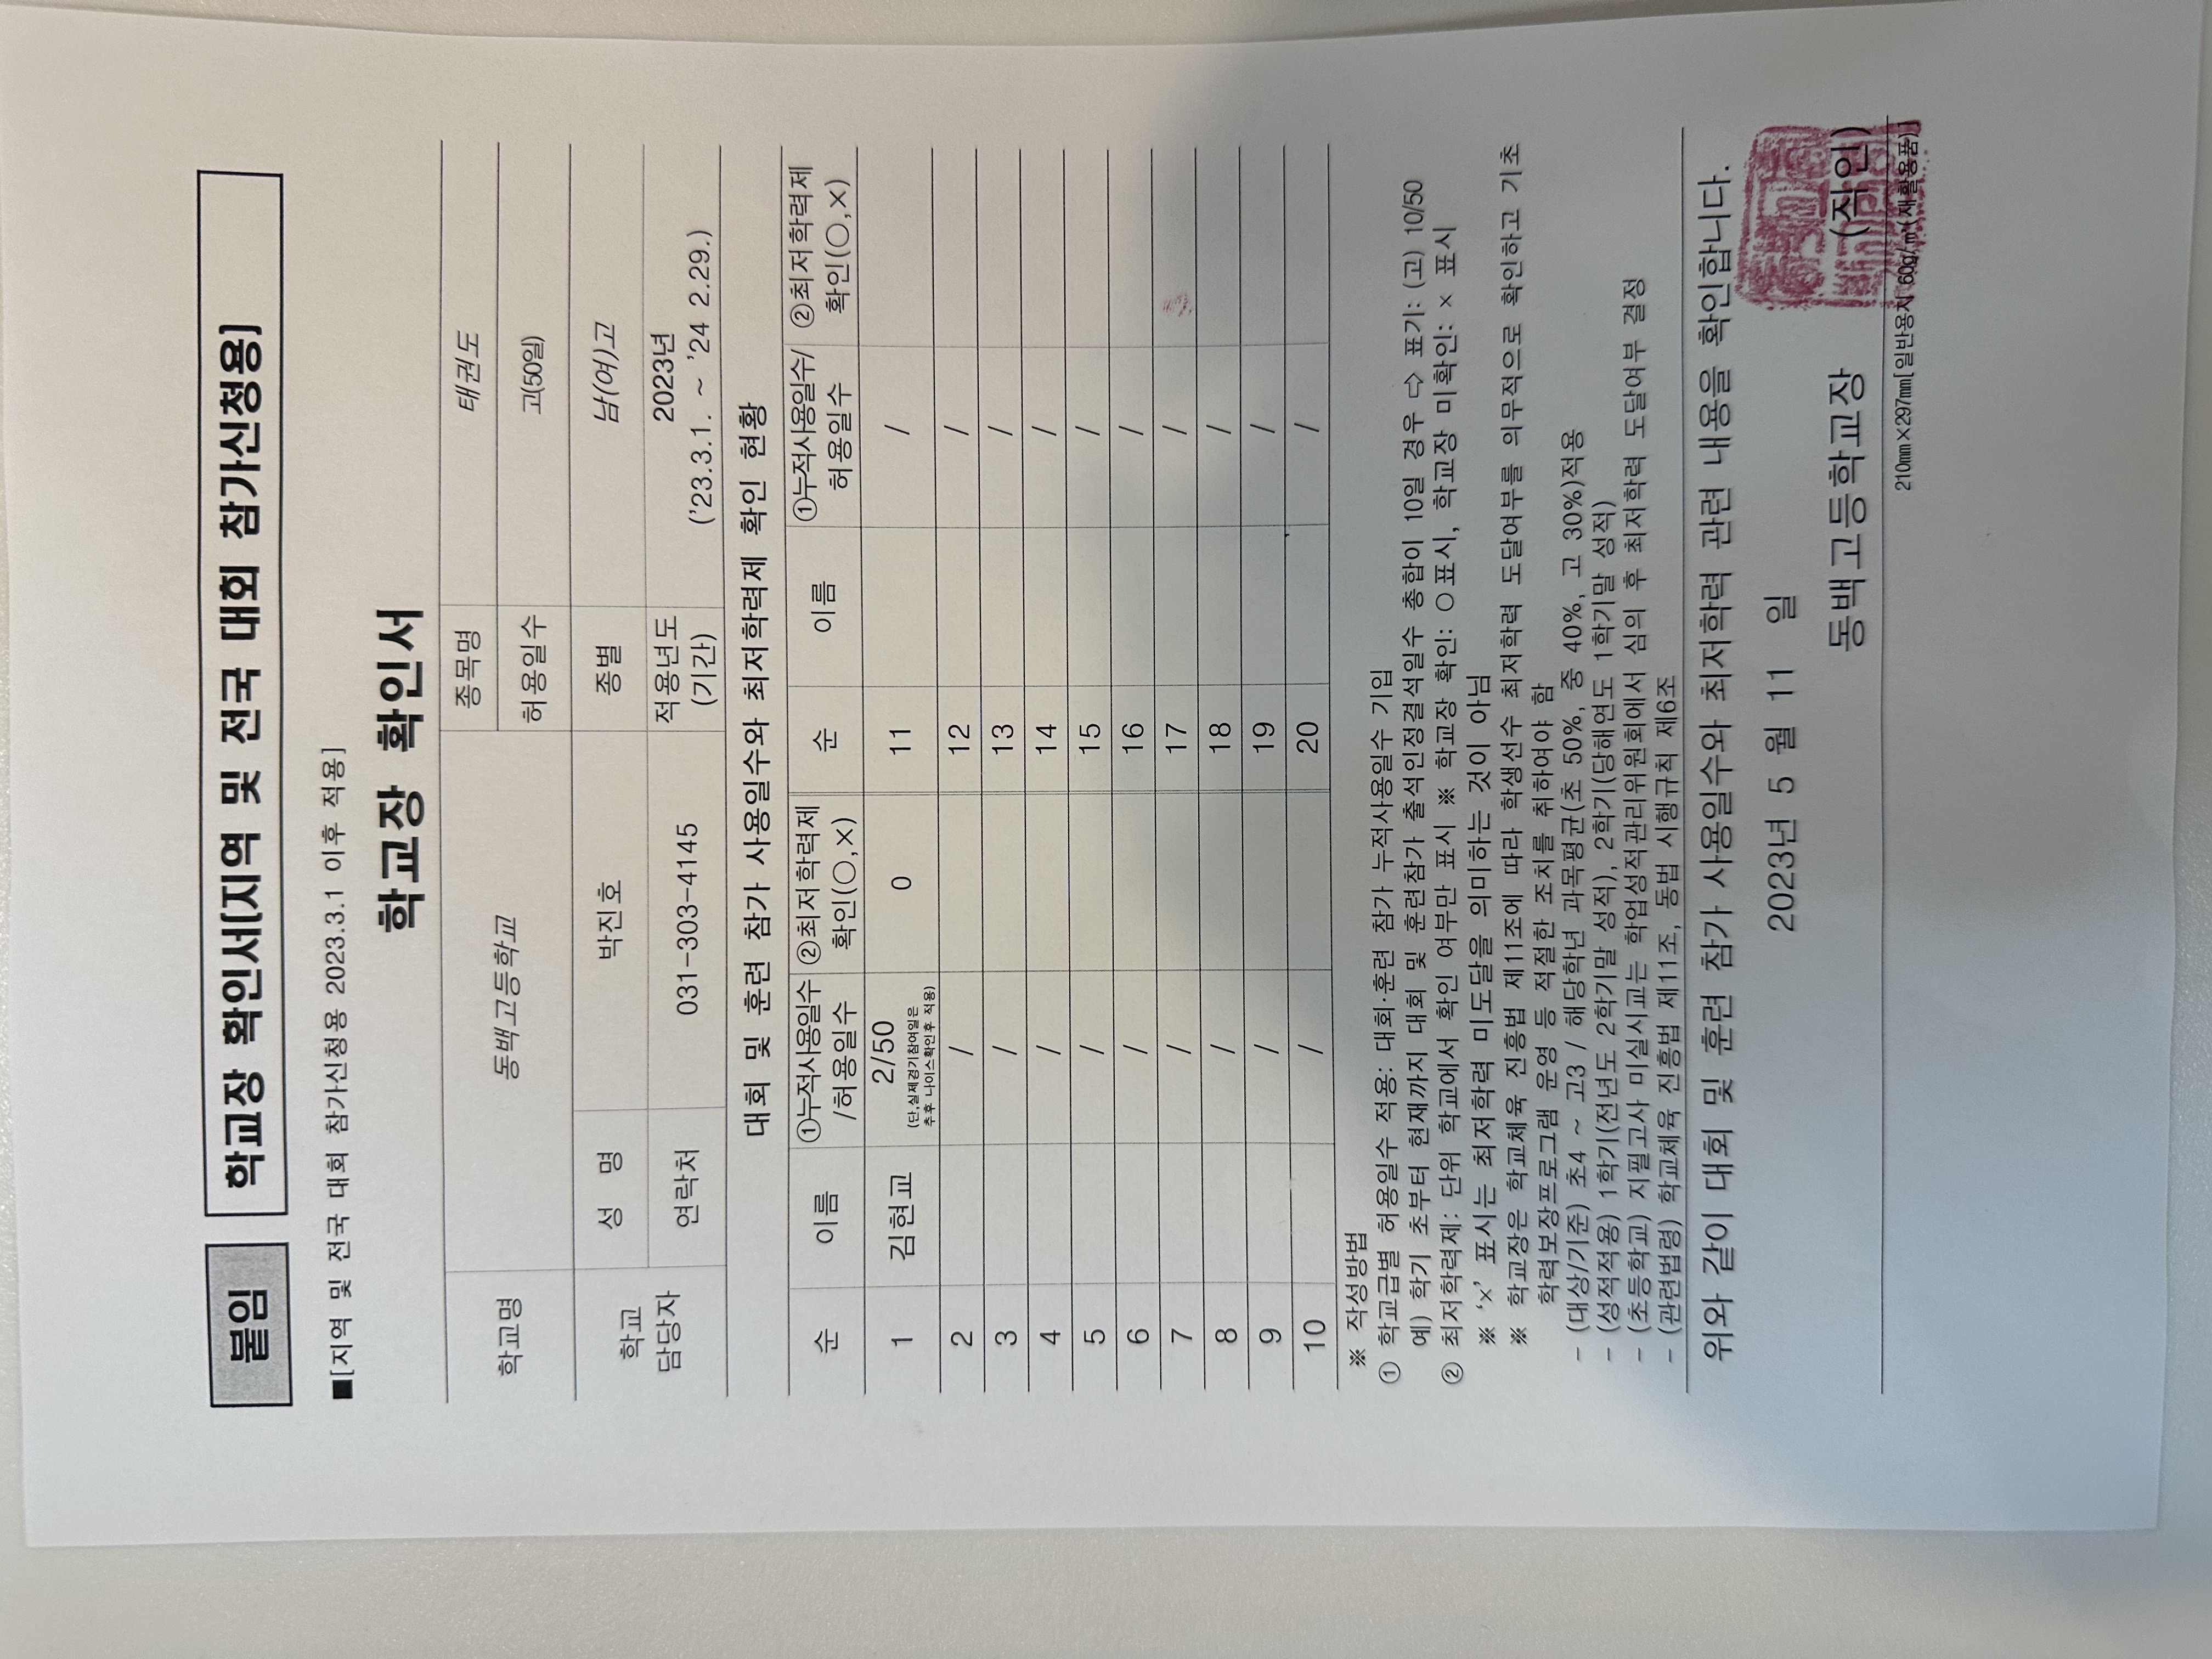 붙임
학교장 확인서(지역 및 전국 대회 참가신청용)
■[지역 및 전국 대회 참가신청용 2023.3.1 이후 적용]
학교장 확인서
학교명 동백고등학교 종목명 태권도
허용일수 고(50일)
학교 담당자 성 명 박진호 종별 남(여)고
연락처 031-303-4145 적용년도 (기간) 2023년 ('23.3.1. ~ '24 2.29.)
대회 및 훈련 참가 사용일수와 최저학력제 확인 현황
순 이름 ①누적사용일수/허용일수 ②최저학력제 확인(○,×) 순 이름 ①누적사용일수/허용일수 ②최저학력제 확인(○,×)
1 김현교 2/50 (단,실제경기참여일은 추후 나이스확인후 적용) 0 11 /
2 / 12 /
3 / 13 /
4 / 14 /
5 / 15 /
6 / 16 /
7 / 17 /
8 / 18 /
9 / 19 /
10 / 20 /
※ 작성방법
① 학교급별 허용일수 적용: 대회·훈련 참가 누적사용일수 기입
예) 학기 초부터 현재까지 대회 및 훈련참가 출석인정결석일수 총합이 10일 경우 ⇨ 표기: (고) 10/50
② 최저학력제: 단위 학교에서 확인 여부만 표시 ※ 학교장 확인: ○표시, 학교장 미확인: × 표시
※ '×' 표시는 최저학력 미도달을 의미하는 것이 아님
※ 학교장은 학교체육 진흥법 제11조에 따라 학생선수 최저학력 도달여부를 의무적으로 확인하고 기초
학력보장프로그램 운영 등 적절한 조치를 취하여야 함
- (대상/기준) 초4 ~ 고3 / 해당학년 과목평균(초 50%, 중 40%, 고 30%)적용
- (성적적용) 1학기(전년도 2학기말 성적), 2학기(당해연도 1학기말 성적)
- (초등학교) 지필고사 미실시교는 학업성적관리위원회에서 심의 후 최저학력 도달여부 결정
- (관련법령) 학교체육 진흥법 제11조, 동법 시행규칙 제6조
위와 같이 대회 및 훈련 참가 사용일수와 최저학력 관련 내용을 확인합니다.
2023년 5 월 11 일
동백고등학교장 (직인)
210㎜×297㎜[일반용지 60g/㎡(재활용품)]